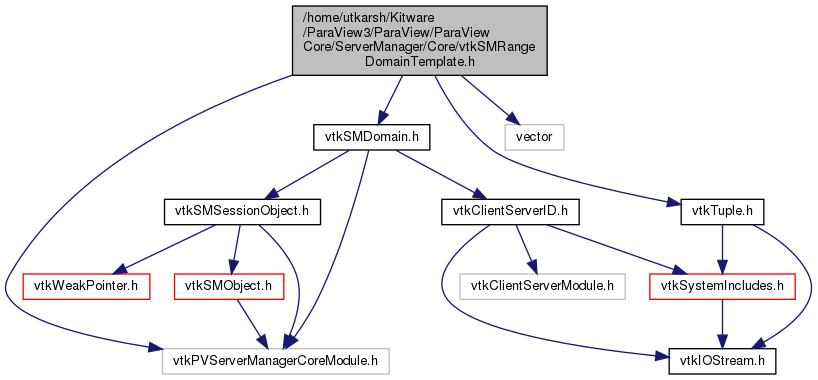 /home/utkarsh/Kitware
/ParaView3/ParaView/ParaView
Core/ServerManager/Core/vtkSMRange
DomainTemplate.h
vtkSMDomain.h
vector
vtkSMSessionObject.h
vtkClientServerID.h
vtkTuple.h
vtkWeakPointer.h
vtkSMObject.h
vtkClientServerModule.h
vtkSystemIncludes.h
vtkPVServerManagerCoreModule.h
vtkIOStream.h